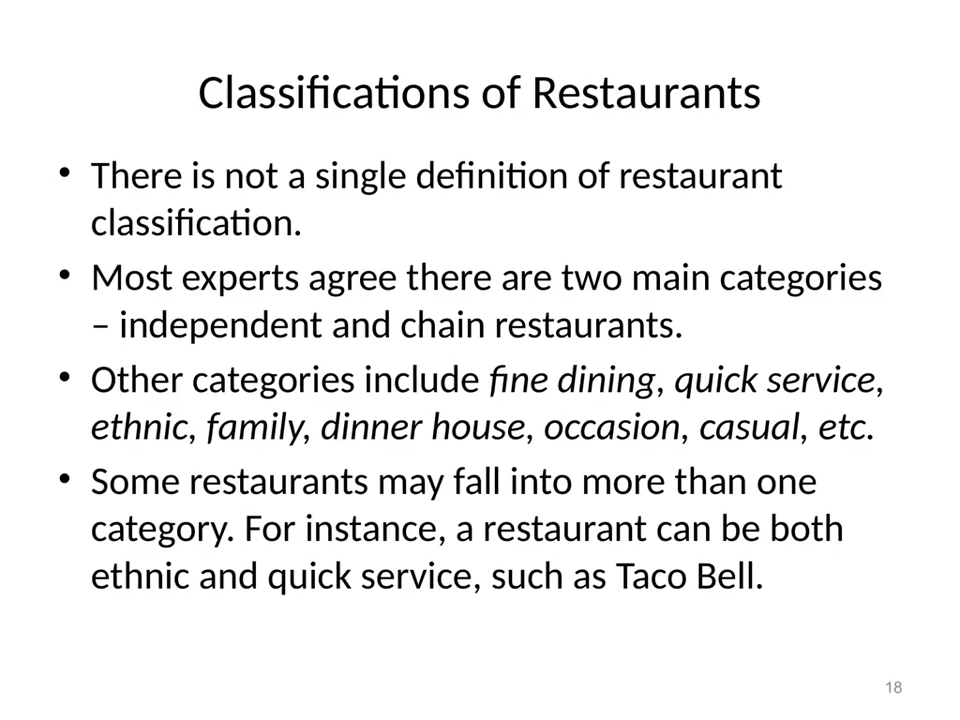 Classifications of Restaurants
• There is not a single definition of restaurant
classification.
• Most experts agree there are two main categories
– independent and chain restaurants.
• Other categories include fine dining, quick service,
ethnic, family, dinner house, occasion, casual, etc.
• Some restaurants may fall into more than one
category. For instance, a restaurant can be both
ethnic and quick service, such as Taco Bell.
18